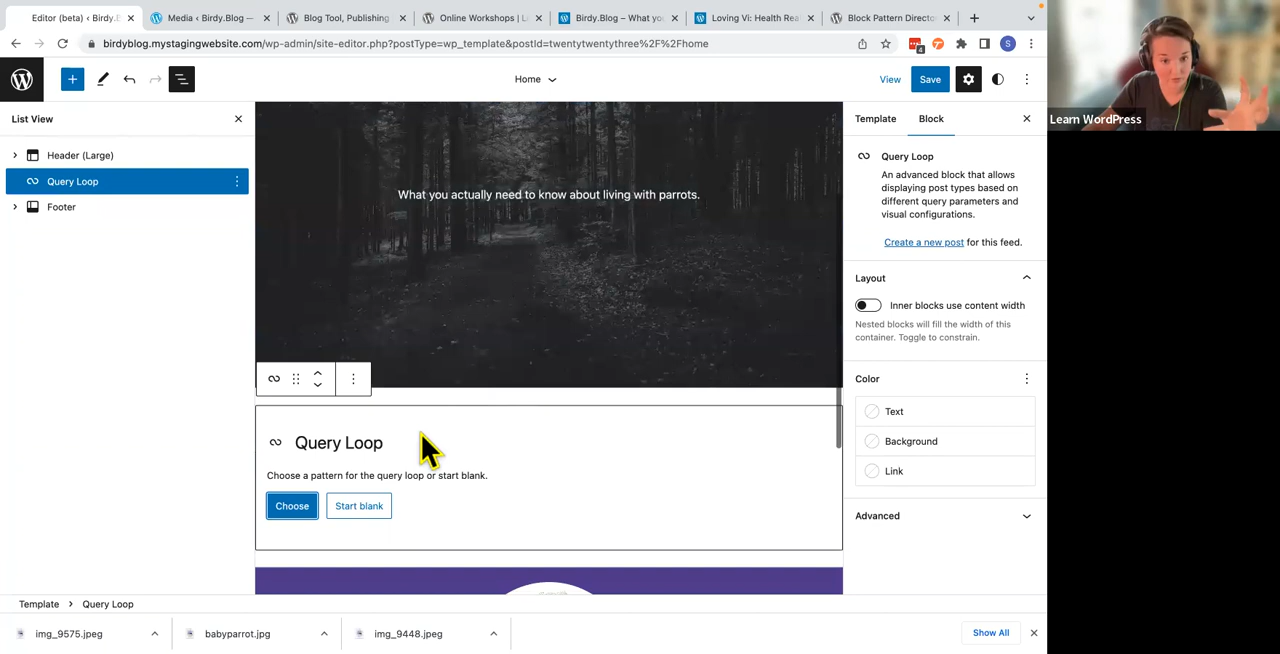 Editor (beta) ‹ Birdy.B
Media ‹ Birdy.Blog —
Blog Tool, Publishing
Online Workshops | L
Birdy.Blog – What you
Loving Vi: Health Rea
Block Pattern Director
birdyblog.mystagingwebsite.com/wp-admin/site-editor.php?postType=wp_template&postId=twentytwentythree%2F%2Fhome
4
S
Home
View
Save
List View
Header (Large)
Query Loop
Footer
What you actually need to know about living with parrots.
Query Loop
Choose a pattern for the query loop or start blank.
Choose
Start blank
Template
Block
Query Loop
An advanced block that allows
displaying post types based on
different query parameters and
visual configurations.
Create a new post for this feed.
Layout
Inner blocks use content width
Nested blocks will fill the width of this
container. Toggle to constrain.
Color
Text
Background
Link
Advanced
Template > Query Loop
img_9575.jpeg
babyparrot.jpg
img_9448.jpeg
Show All
Learn WordPress